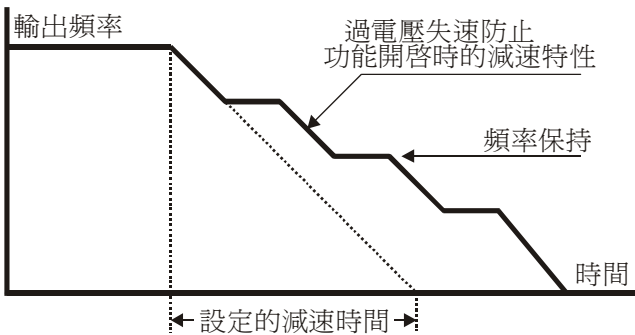 輸出頻率
過電壓失速防止
功能開啓時的減速特性
頻率保持
時間
設定的減速時間